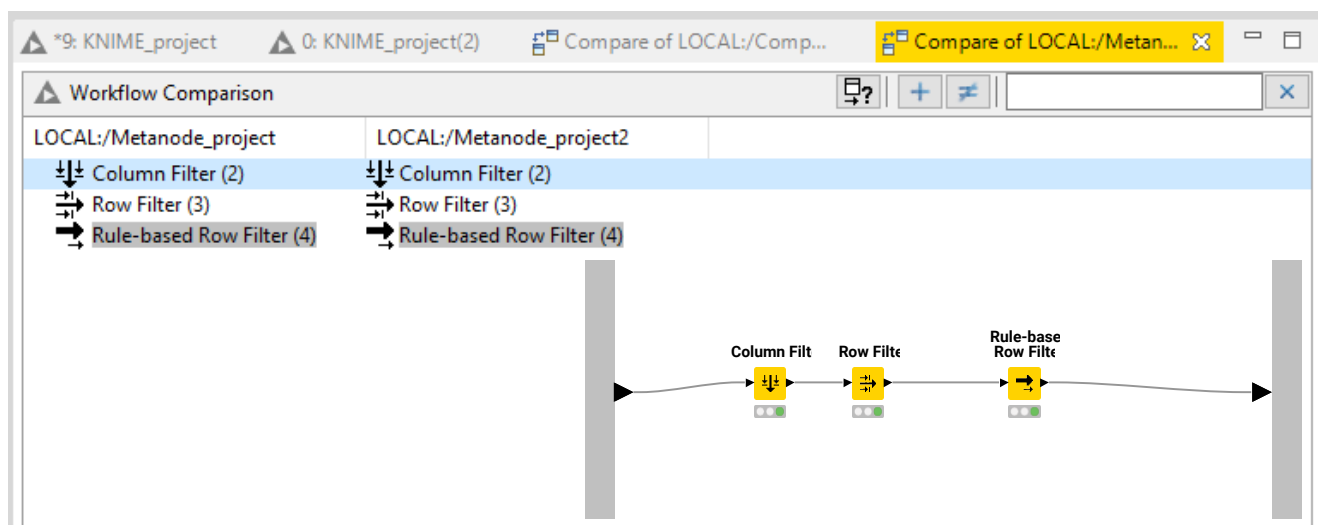 *9: KNIME_project 0: KNIME_project(2) Compare of LOCAL:/Comp... Compare of LOCAL:/Metan...
Workflow Comparison
LOCAL:/Metanode_project LOCAL:/Metanode_project2
Column Filter (2) Column Filter (2)
Row Filter (3) Row Filter (3)
Rule-based Row Filter (4) Rule-based Row Filter (4)
Rule-base
Column Filt Row Filte Row Filte